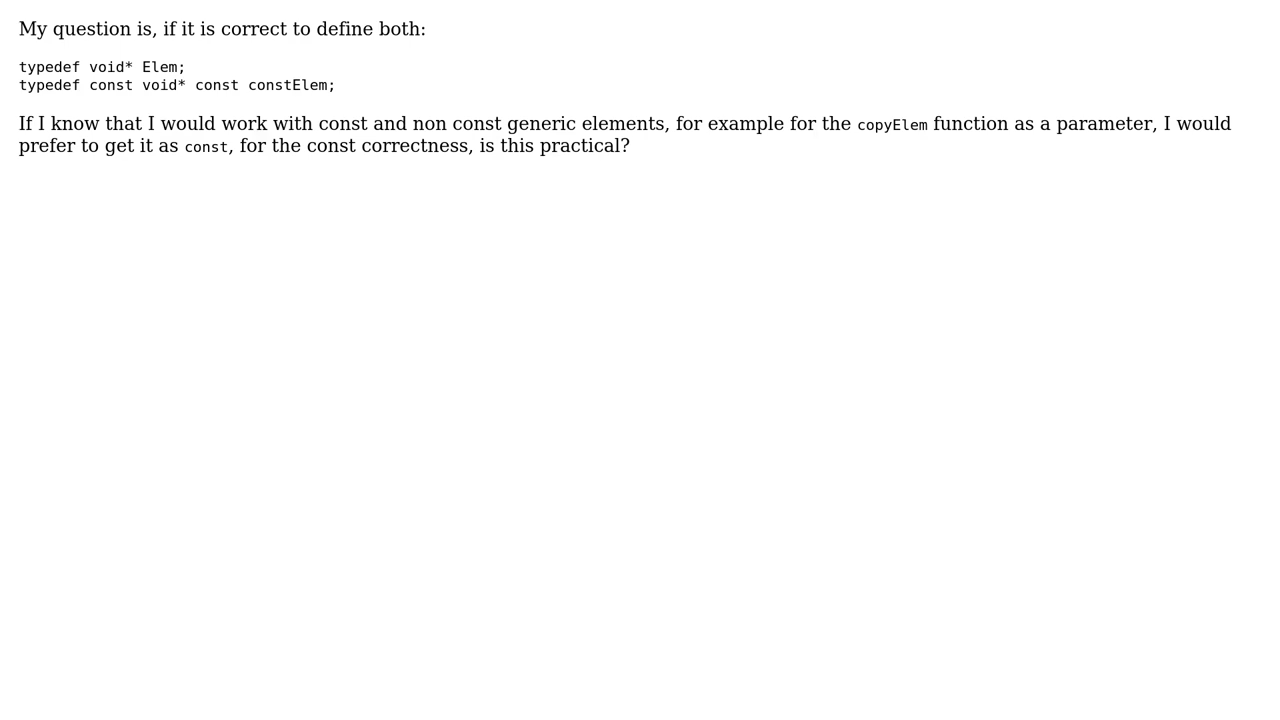 My question is, if it is correct to define both:
typedef void* Elem;
typedef const void* const constElem;
If I know that I would work with const and non const generic elements, for example for the copyElem function as a parameter, I would
prefer to get it as const, for the const correctness, is this practical?